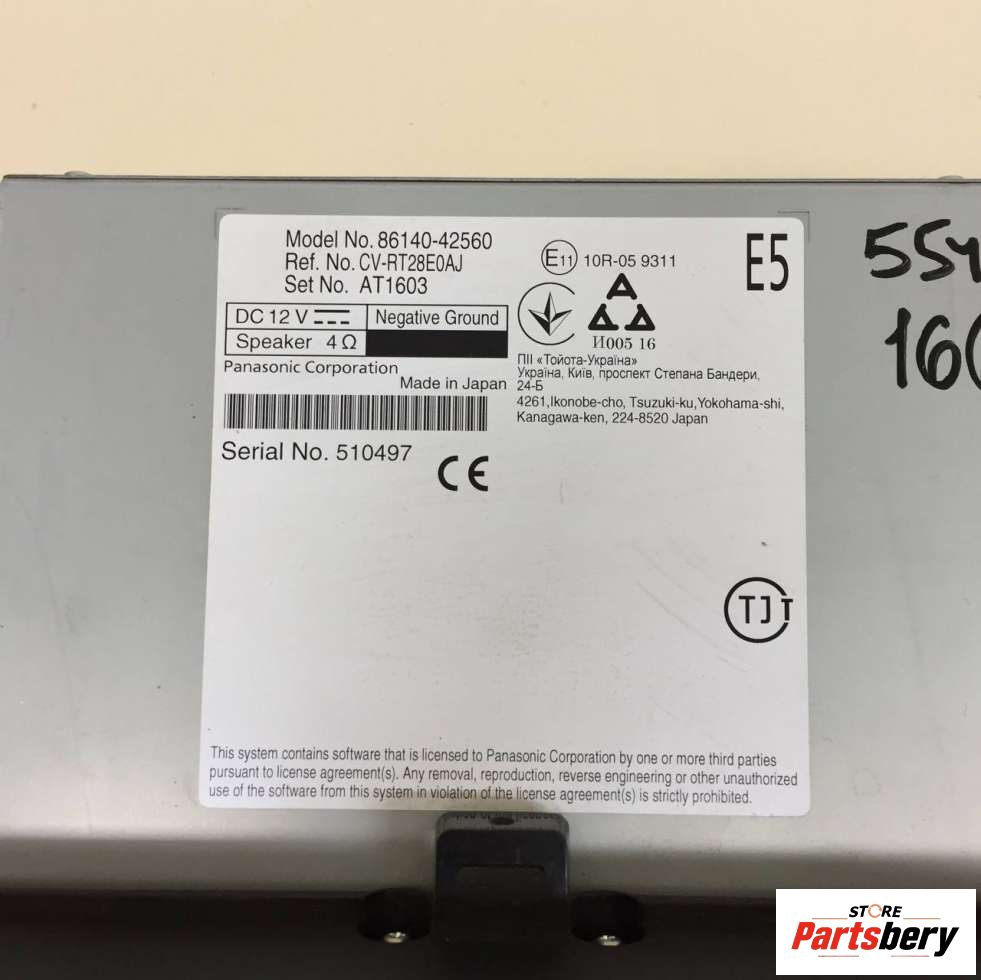 Model No. 86140-42560
Ref. No. CV-RT28E0AJ
Set No. AT1603
E11 10R-05 9311
E5
DC 12 V
Negative Ground
Speaker 4 Ω
И005 16
Panasonic Corporation
Made in Japan
ПІІ «Тойота-Україна»
Україна, Київ, проспект Степана Бандери,
24-Б
4261,Ikonobe-cho, Tsuzuki-ku,Yokohama-shi,
Kanagawa-ken, 224-8520 Japan
Serial No. 510497
CE
TJT
This system contains software that is licensed to Panasonic Corporation by one or more third parties
pursuant to license agreement(s). Any removal, reproduction, reverse engineering or other unauthorized
use of the software from this system in violation of the license agreement(s) is strictly prohibited.
STORE
Partsbery